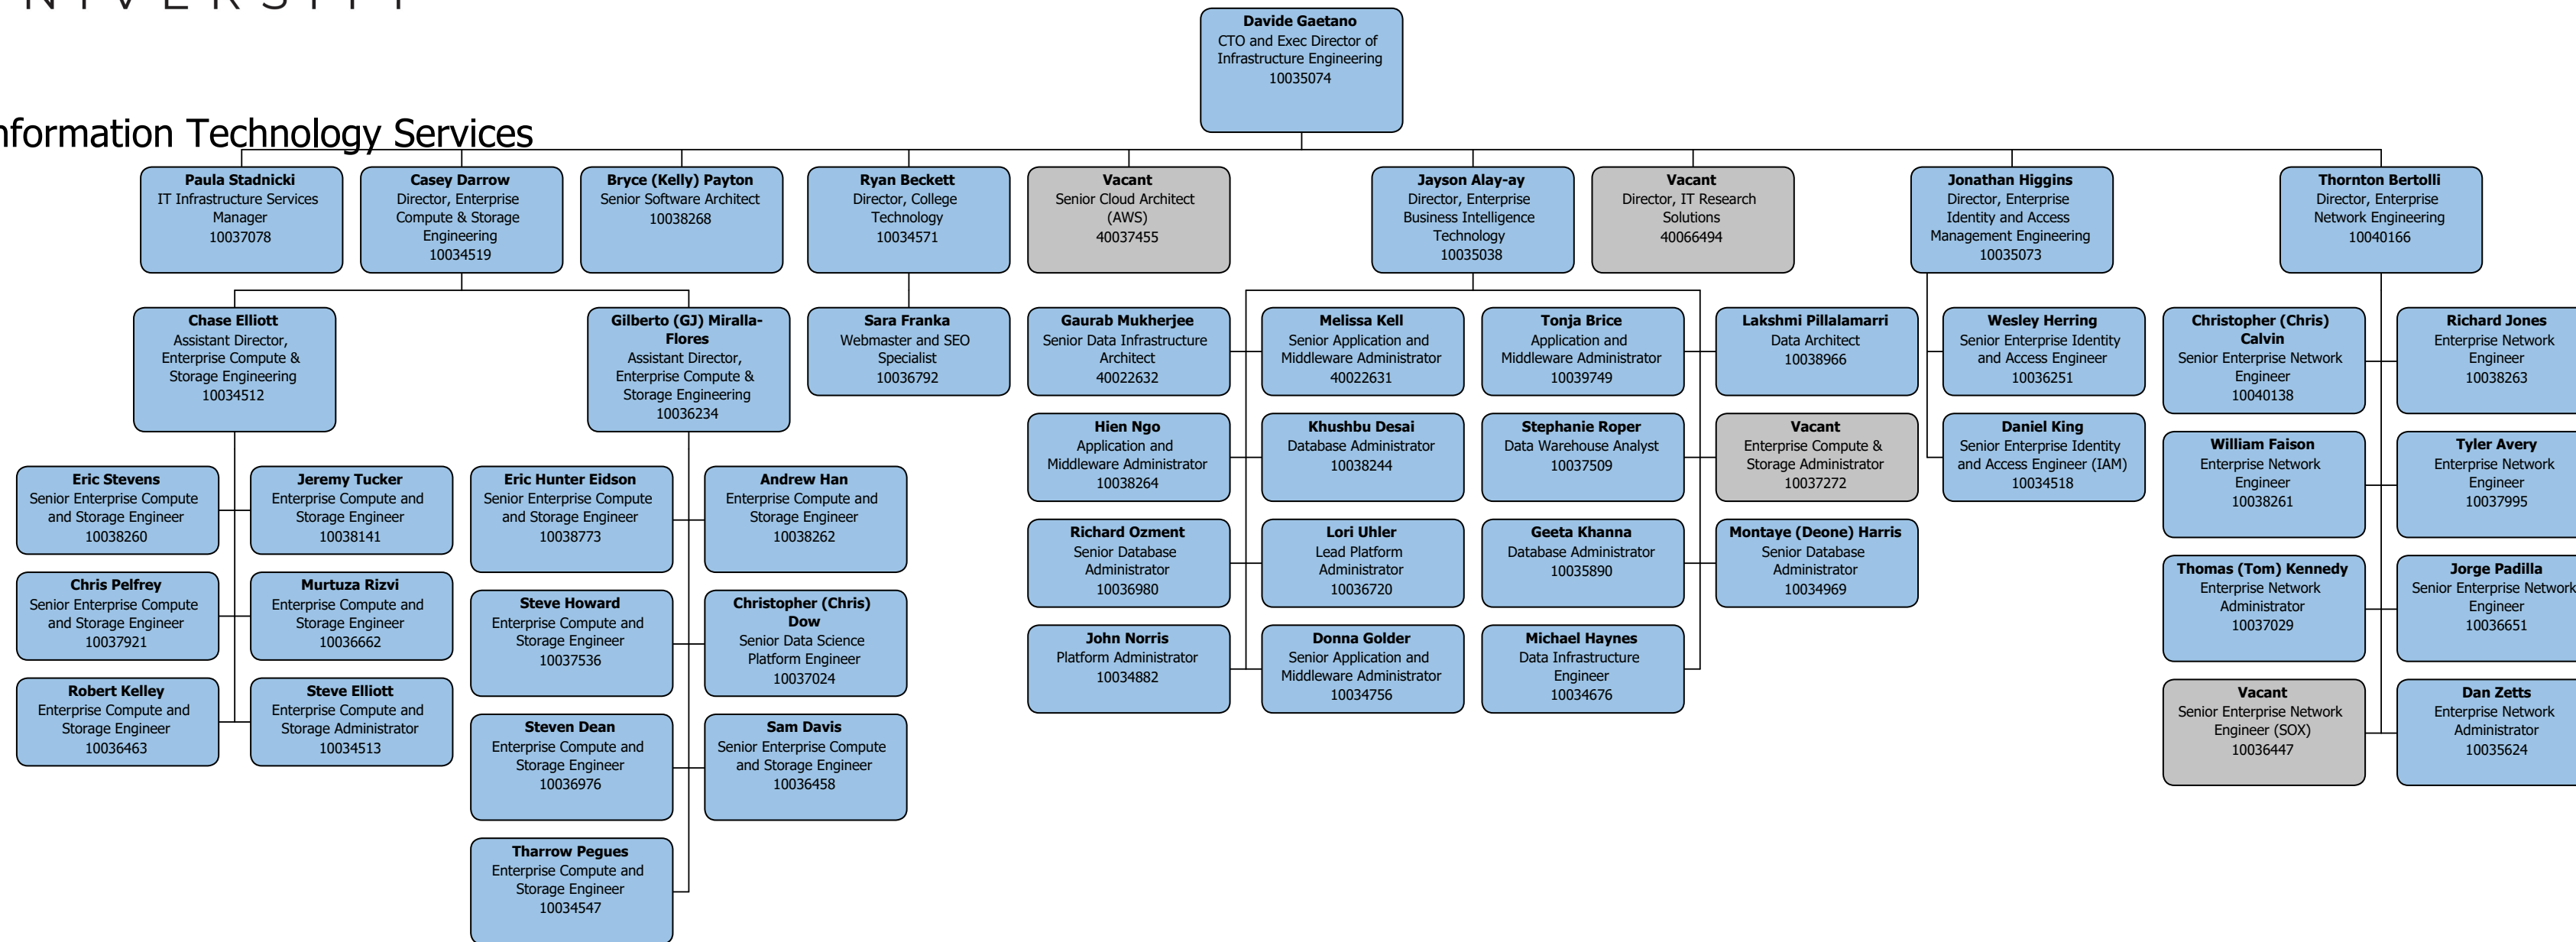 NIVERSITY
nformation Technology Services
Davide Gaetano
CTO and Exec Director of
Infrastructure Engineering
10035074
Paula Stadnicki
IT Infrastructure Services
Manager
10037078
Casey Darrow
Director, Enterprise
Compute & Storage
Engineering
10034519
Bryce (Kelly) Payton
Senior Software Architect
10038268
Ryan Beckett
Director, College
Technology
10034571
Vacant
Senior Cloud Architect
(AWS)
40037455
Jayson Alay-ay
Director, Enterprise
Business Intelligence
Technology
10035038
Vacant
Director, IT Research
Solutions
40066494
Jonathan Higgins
Director, Enterprise
Identity and Access
Management Engineering
10035073
Thornton Bertolli
Director, Enterprise
Network Engineering
10040166
Chase Elliott
Assistant Director,
Enterprise Compute &
Storage Engineering
10034512
Gilberto (GJ) Miralla-
Flores
Assistant Director,
Enterprise Compute &
Storage Engineering
10036234
Sara Franka
Webmaster and SEO
Specialist
10036792
Gaurab Mukherjee
Senior Data Infrastructure
Architect
40022632
Melissa Kell
Senior Application and
Middleware Administrator
40022631
Tonja Brice
Application and
Middleware Administrator
10039749
Lakshmi Pillalamarri
Data Architect
10038966
Wesley Herring
Senior Enterprise Identity
and Access Engineer
10036251
Christopher (Chris)
Calvin
Senior Enterprise Network
Engineer
10040138
Richard Jones
Enterprise Network
Engineer
10038263
Hien Ngo
Application and
Middleware Administrator
10038264
Khushbu Desai
Database Administrator
10038244
Stephanie Roper
Data Warehouse Analyst
10037509
Vacant
Enterprise Compute &
Storage Administrator
10037272
Daniel King
Senior Enterprise Identity
and Access Engineer (IAM)
10034518
William Faison
Enterprise Network
Engineer
10038261
Tyler Avery
Enterprise Network
Engineer
10037995
Eric Stevens
Senior Enterprise Compute
and Storage Engineer
10038260
Jeremy Tucker
Enterprise Compute and
Storage Engineer
10038141
Eric Hunter Eidson
Senior Enterprise Compute
and Storage Engineer
10038773
Andrew Han
Enterprise Compute and
Storage Engineer
10038262
Richard Ozment
Senior Database
Administrator
10036980
Lori Uhler
Lead Platform
Administrator
10036720
Geeta Khanna
Database Administrator
10035890
Montaye (Deone) Harris
Senior Database
Administrator
10034969
Thomas (Tom) Kennedy
Enterprise Network
Administrator
10037029
Jorge Padilla
Senior Enterprise Network
Engineer
10036651
Chris Pelfrey
Senior Enterprise Compute
and Storage Engineer
10037921
Murtuza Rizvi
Enterprise Compute and
Storage Engineer
10036662
Steve Howard
Enterprise Compute and
Storage Engineer
10037536
Christopher (Chris)
Dow
Senior Data Science
Platform Engineer
10037024
John Norris
Platform Administrator
10034882
Donna Golder
Senior Application and
Middleware Administrator
10034756
Michael Haynes
Data Infrastructure
Engineer
10034676
Vacant
Senior Enterprise Network
Engineer (SOX)
10036447
Dan Zetts
Enterprise Network
Administrator
10035624
Robert Kelley
Enterprise Compute and
Storage Engineer
10036463
Steve Elliott
Enterprise Compute and
Storage Administrator
10034513
Steven Dean
Enterprise Compute and
Storage Engineer
10036976
Sam Davis
Senior Enterprise Compute
and Storage Engineer
10036458
Tharrow Pegues
Enterprise Compute and
Storage Engineer
10034547